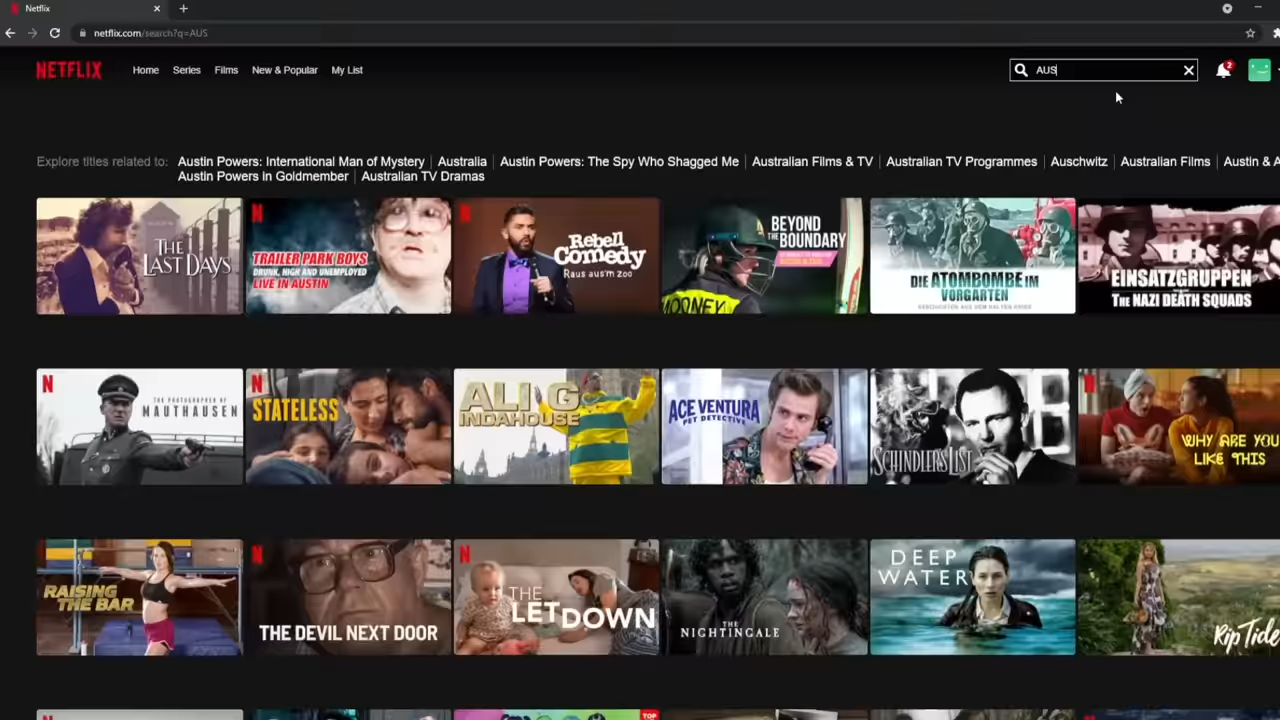 Netflix
netflix.com/search?q=AUS
NETFLIX
Home
Series
Films
New & Popular
My List
AUS
2
Explore titles related to:
Austin Powers: International Man of Mystery
Australia
Austin Powers: The Spy Who Shagged Me
Australian Films & TV
Australian TV Programmes
Auschwitz
Australian Films
Austin & A
Austin Powers in Goldmember
Australian TV Dramas
THE
LAST DAYS
N
TRAILER PARK BOYS
DRUNK, HIGH AND UNEMPLOYED
LIVE IN AUSTIN
N
Rebell
Comedy
Raus aus'm Zoo
BEYOND
THE BOUNDARY
MOONEY
DIE ATOMBOMBE IM
VORGARTEN
EINSATZGRUPPEN
THE NAZI DEATH SQUADS
N
THE PHOTOGRAPHER OF
MAUTHAUSEN
N
STATELESS
ALI G
INDAHOUSE
ACE VENTURA
PET DETECTIVE
SCHINDLER'S LIST
N
WHY ARE YOU
LIKE THIS
RAISING
THE BAR
N
THE DEVIL NEXT DOOR
N
THE
LETDOWN
THE
NIGHTINGALE
DEEP
WATER
Rip Tide
N
TOP